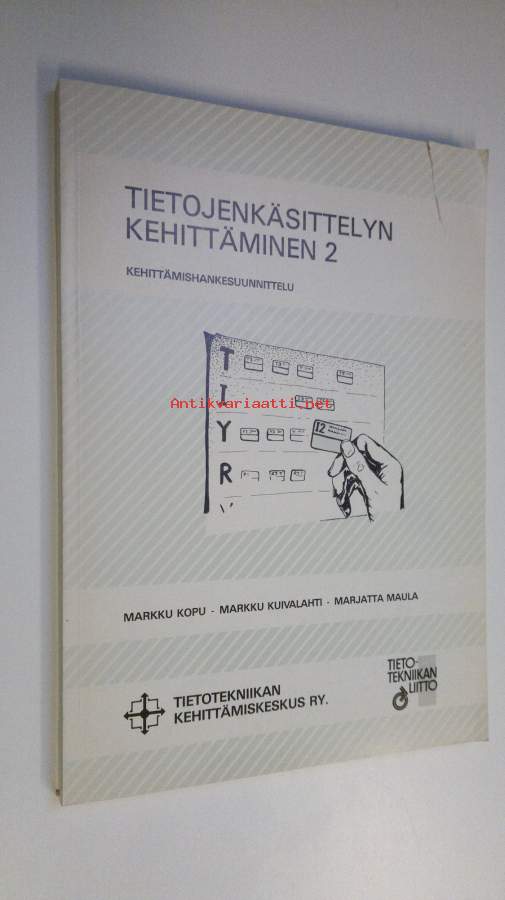 TIETOJENKÄSITTELYN
KEHITTÄMINEN 2
KEHITTÄMISHANKESUUNNITTELU
T
I
Antikvariaatti.net
Y
12
R
MARKKU KOPU - MARKKU KUIVALAHTI - MARJATTA MAULA
TIETOTEKNIIKAN
KEHITTÄMISKESKUS RY.
TIETO-
TEKNIIKAN
LIITTO